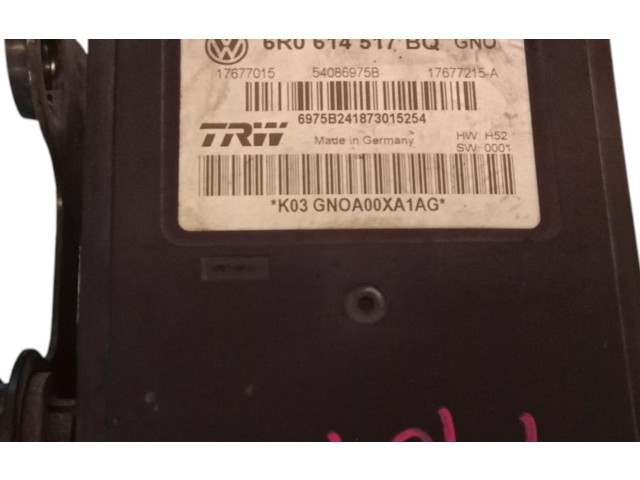 6R0 614 517 BQ GNO
17677015 54086975B 17677215-A
6975B241873015254
TRW Made in Germany HW: H52
SW: 0001
*K03 GNOA00XA1AG*